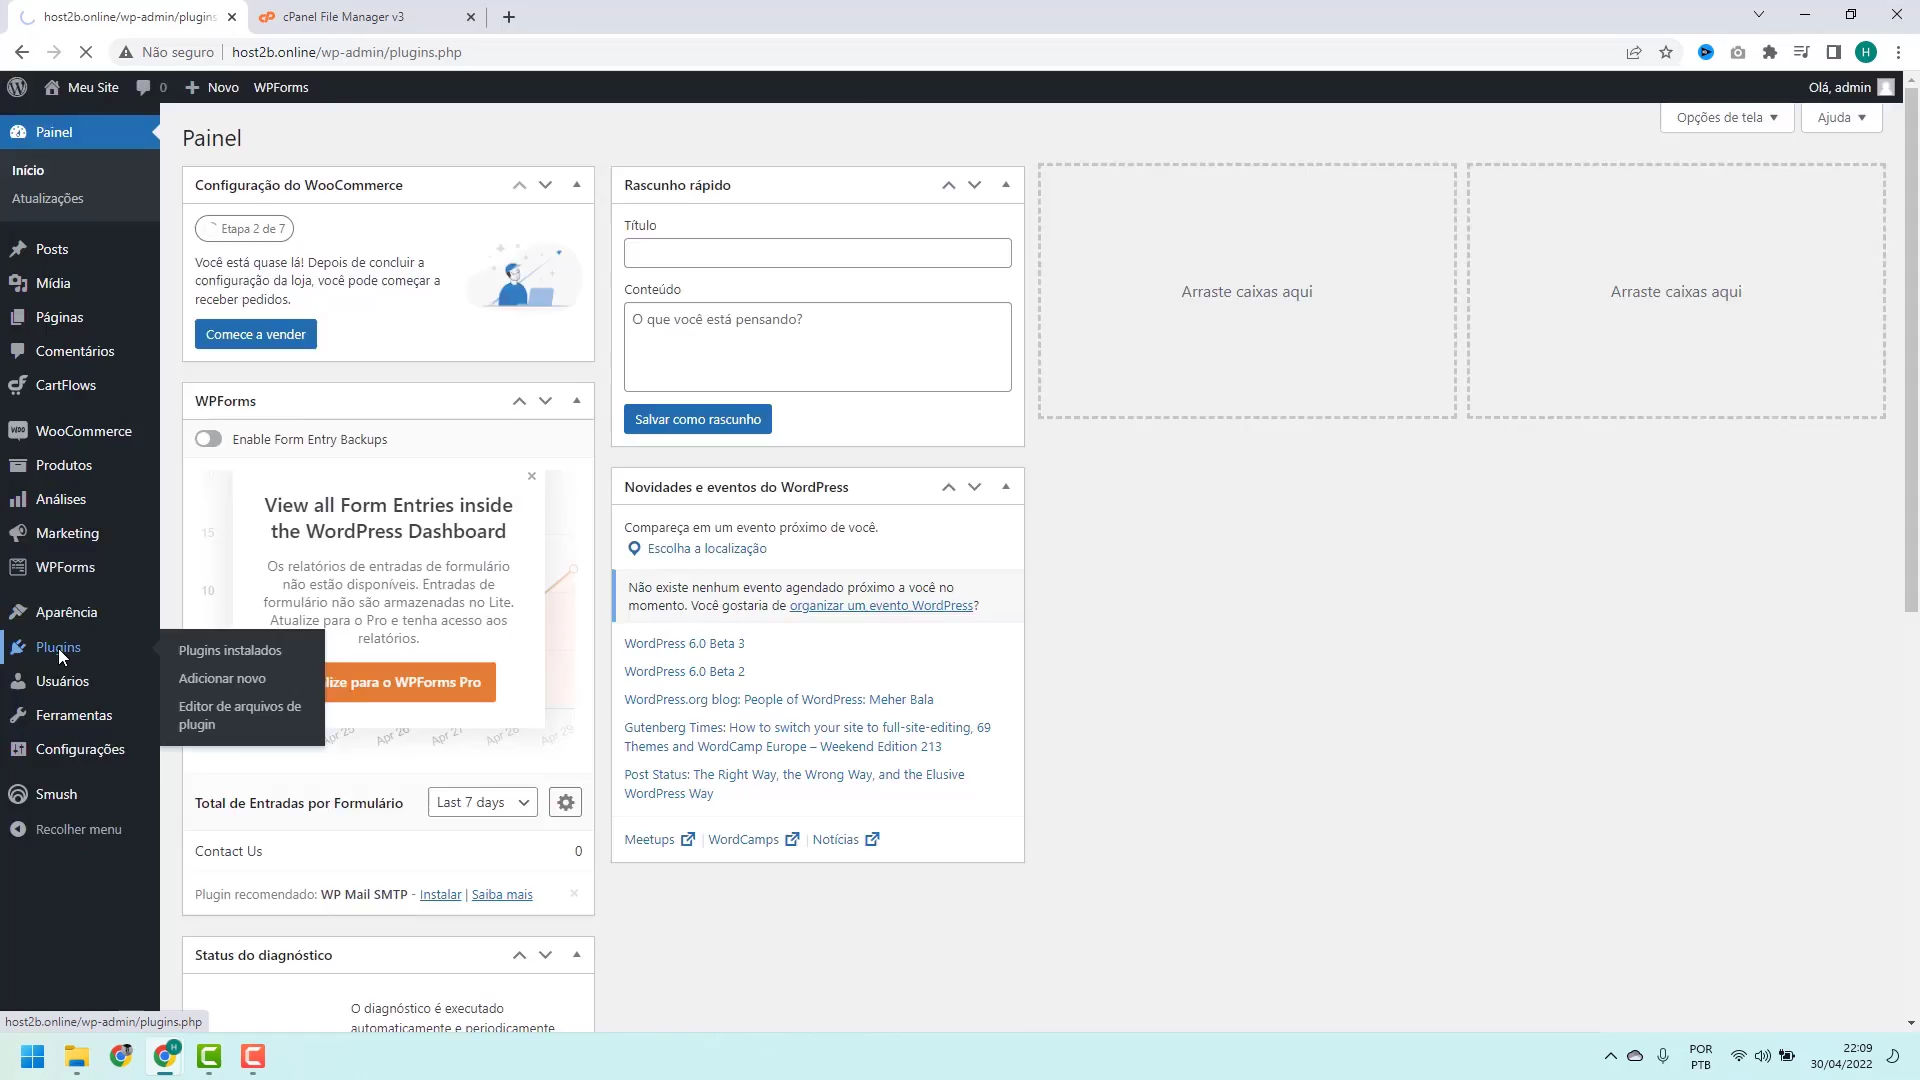 host2b.online/wp-admin/plugins
cPanel File Manager v3
Não seguro
host2b.online/wp-admin/plugins.php
H
Meu Site
0
Novo
WPForms
Olá, admin
Painel
Início
Atualizações
Posts
Mídia
Páginas
Comentários
CartFlows
WooCommerce
Produtos
Análises
Marketing
WPForms
Aparência
Plugins
Usuários
Ferramentas
Configurações
Smush
Recolher menu
Plugins instalados
Adicionar novo
Editor de arquivos de
plugin
Painel
Opções de tela
Ajuda
Configuração do WooCommerce
Etapa 2 de 7
Você está quase lá! Depois de concluir a
configuração da loja, você pode começar a
receber pedidos.
Comece a vender
WPForms
Enable Form Entry Backups
View all Form Entries inside
the WordPress Dashboard
Os relatórios de entradas de formulário
não estão disponíveis. Entradas de
formulário não são armazenadas no Lite.
Atualize para o Pro e tenha acesso aos
relatórios.
lize para o WPForms Pro
15
10
Apr 26
Apr 29
Total de Entradas por Formulário
Last 7 days
Contact Us
0
Plugin recomendado: WP Mail SMTP - Instalar | Saiba mais
Status do diagnóstico
O diagnóstico é executado
automaticamente e periodicamente
Rascunho rápido
Título
Conteúdo
O que você está pensando?
Salvar como rascunho
Novidades e eventos do WordPress
Compareça em um evento próximo de você.
Escolha a localização
Não existe nenhum evento agendado próximo a você no
momento. Você gostaria de organizar um evento WordPress?
WordPress 6.0 Beta 3
WordPress 6.0 Beta 2
WordPress.org blog: People of WordPress: Meher Bala
Gutenberg Times: How to switch your site to full-site-editing, 69
Themes and WordCamp Europe – Weekend Edition 213
Post Status: The Right Way, the Wrong Way, and the Elusive
WordPress Way
Meetups | WordCamps | Notícias
Arraste caixas aqui
Arraste caixas aqui
host2b.online/wp-admin/plugins.php
POR
PTB
22:09
30/04/2022